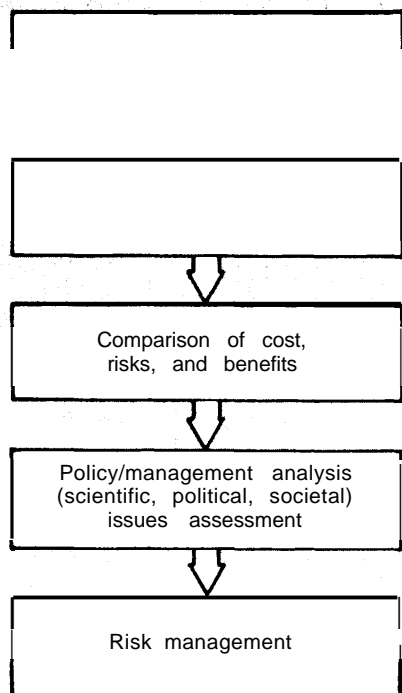 Comparison of cost,
risks, and benefits
Policy/management analysis
(scientific, political, societal)
issues assessment
Risk management